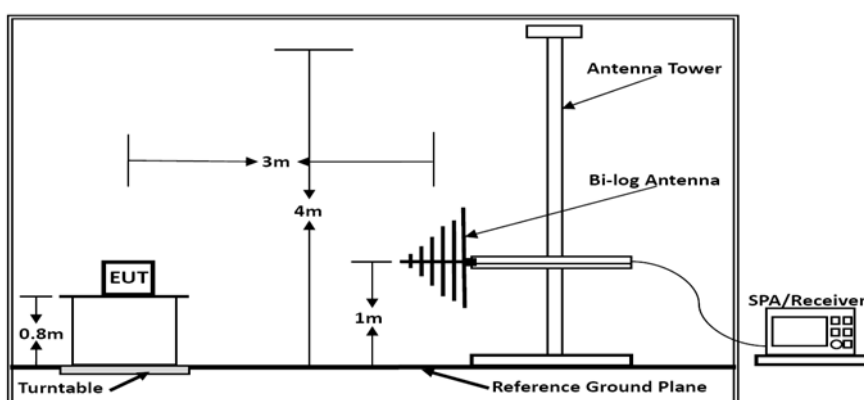 Antenna Tower
3m
Bi-log Antenna
4m
EUT
0.8m
1m
SPA/Receiver
Turntable
Reference Ground Plane